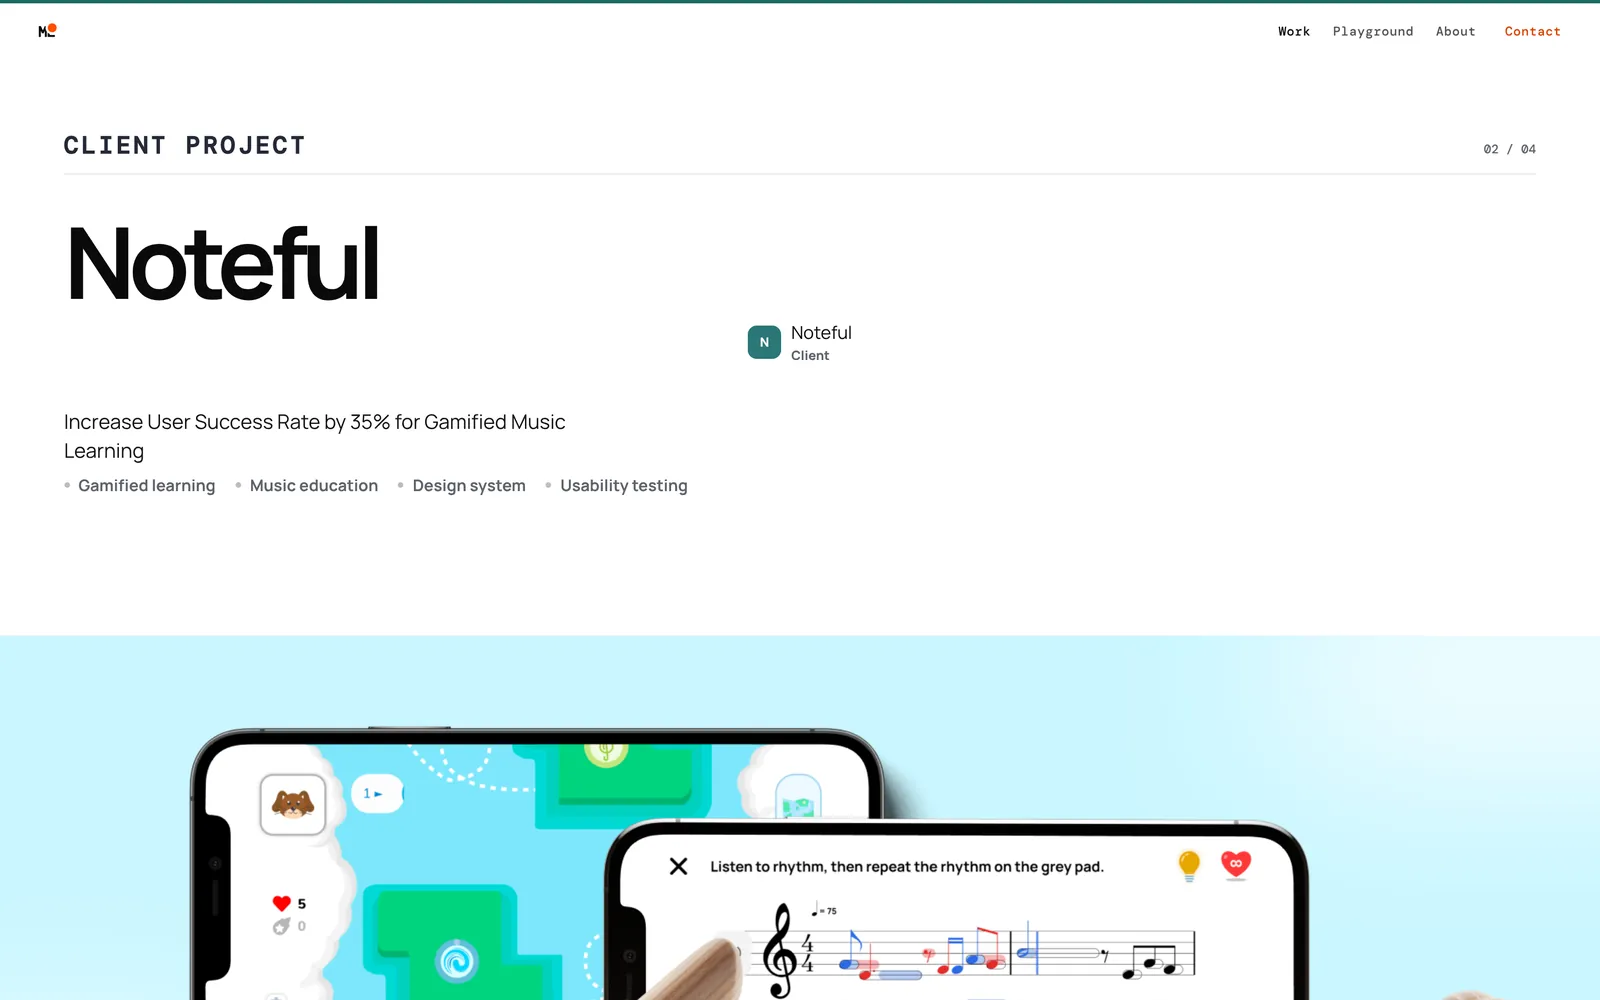 ML
Work Playground About Contact
CLIENT PROJECT
02 / 04
Noteful
N
Noteful
Client
Increase User Success Rate by 35% for Gamified Music
Learning
Gamified learning
Music education
Design system
Usability testing
1
5
0
Listen to rhythm, then repeat the rhythm on the grey pad.
= 75
4
4